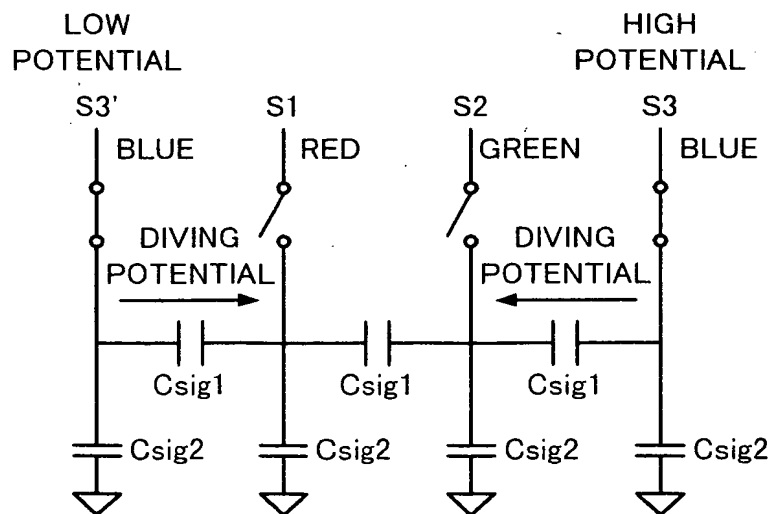 LOW
POTENTIAL
HIGH
POTENTIAL
S3' S1 S2 S3
BLUE RED GREEN BLUE
DIVING
POTENTIAL
DIVING
POTENTIAL
Csig1 Csig1 Csig1
Csig2 Csig2 Csig2 Csig2